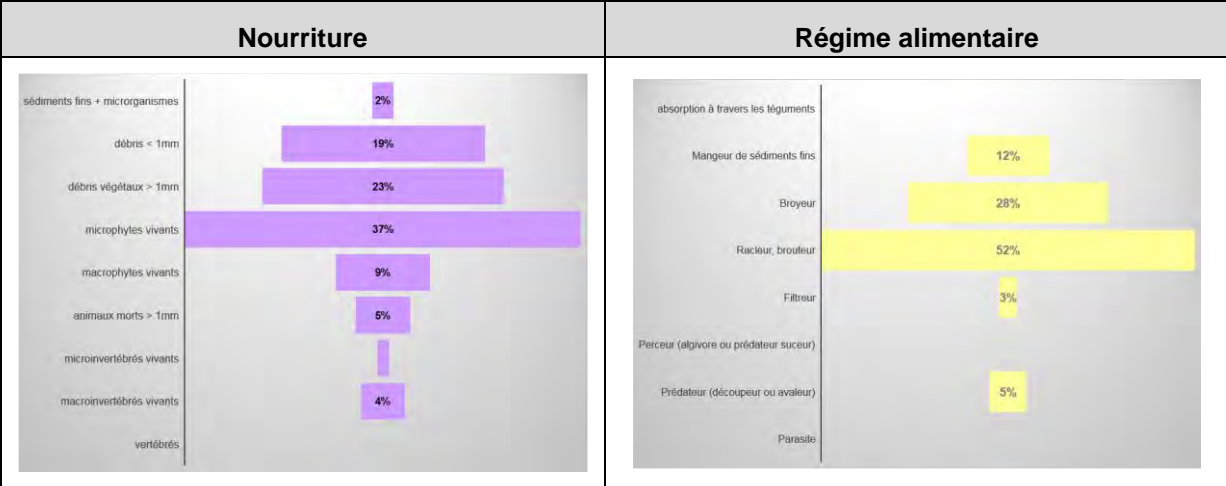 Nourriture
sédiments fins + microrganismes
2%
débris < 1mm
19%
débris végétaux > 1mm
23%
microphytes vivants
37%
macrophytes vivants
9%
animaux morts > 1mm
5%
microinvertébrés vivants
macroinvertébrés vivants
4%
vertébrés
Régime alimentaire
absorption à travers les téguments
Mangeur de sédiments fins
12%
Broyeur
28%
Racleur, brouteur
52%
Filtreur
3%
Perceur (algivore ou prédateur suceur)
Prédateur (découpeur ou avaleur)
5%
Parasite